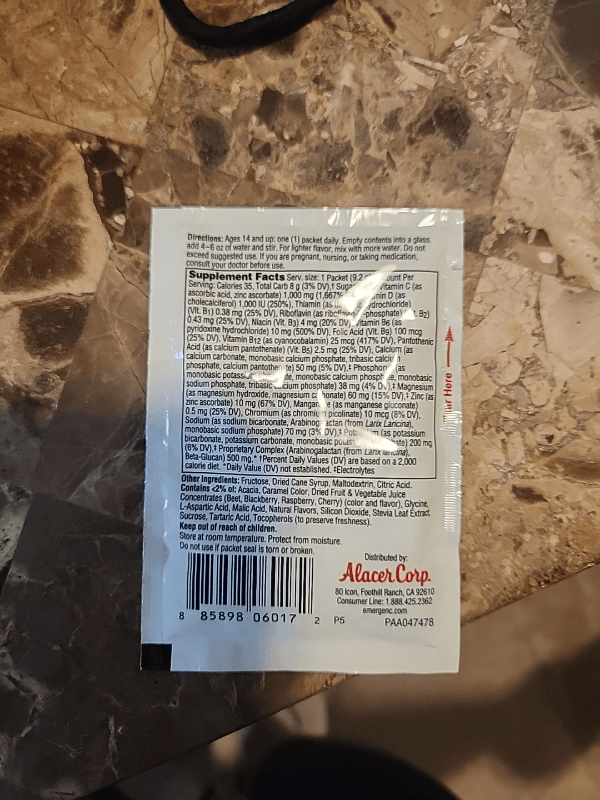 Directions: Ages 14 and up: one (1) packet daily. Empty contents into a glass,
add 4–6 oz of water and stir. For lighter flavor, mix with more water. Do not
exceed suggested use. If you are pregnant, nursing, or taking medication,
consult your doctor before use.
Supplement Facts Serv. size: 1 Packet (9.2 Per
Serving: Calories 35, Total Carb 8 g (3% DV),† (as
ascorbic acid, zinc ascorbate) 1,000 mg (1,667% D (as
cholecalciferol) 1,000 IU (250%), Thiamin (as
(Vit. B1) 0.38 mg (25% DV), Riboflavin (as B2)
0.43 mg (25% DV), Niacin (Vit. B3) 4 mg (20% DV), Vitamin B6 (as
pyridoxine hydrochloride) 10 mg (500% DV), Folic Acid (Vit. B9) 100 mcg
(25% DV), Vitamin B12 (as cyanocobalamin) 25 mcg (417% DV), Pantothenic
Acid (as calcium pantothenate) (Vit. B5) 2.5 mg (25% DV), Calcium (as
calcium carbonate, monobasic calcium phosphate, tribasic calcium
phosphate, calcium pantothenate) 50 mg (5% DV),‡ (as
monobasic calcium phosphate, monobasic
sodium phosphate, tribasic calcium phosphate) 38 mg (4% DV),‡ Magnesium
(as magnesium hydroxide, magnesium 60 mg (15% DV),‡ Zinc (as
zinc ascorbate) 10 mg (67% DV), Manganese (as manganese gluconate)
0.5 mg (25% DV), Chromium (as chromium picolinate) 10 mcg (8% DV),
Sodium (as sodium bicarbonate, Arabinogalactan (from Larix Laricina),
monobasic sodium phosphate) 70 mg (3% DV),‡ (as potassium
bicarbonate, potassium carbonate, monobasic 200 mg
(6% DV),‡ Proprietary Complex (Arabinogalactan (from Larix laricina),
Beta-Glucan) 500 mg.* †Percent Daily Values (DV) are based on a 2,000
calorie diet. *Daily Value (DV) not established. ‡Electrolytes
Other Ingredients: Fructose, Dried Cane Syrup, Maltodextrin, Citric Acid.
Contains <2% of: Acacia, Caramel Color, Dried Fruit & Vegetable Juice
Concentrates (Beet, Blackberry, Raspberry, Cherry) (color and flavor), Glycine,
L-Aspartic Acid, Malic Acid, Natural Flavors, Silicon Dioxide, Stevia Leaf Extract,
Sucrose, Tartaric Acid, Tocopherols (to preserve freshness).
Keep out of reach of children.
Store at room temperature. Protect from moisture.
Do not use if packet seal is torn or broken.
Here
Distributed by:
Alacer Corp.
80 Icon, Foothill Ranch, CA 92610
Consumer Line: 1.888.425.2362
emergenc.com
8 85898 06017 2 P5
PAA047478